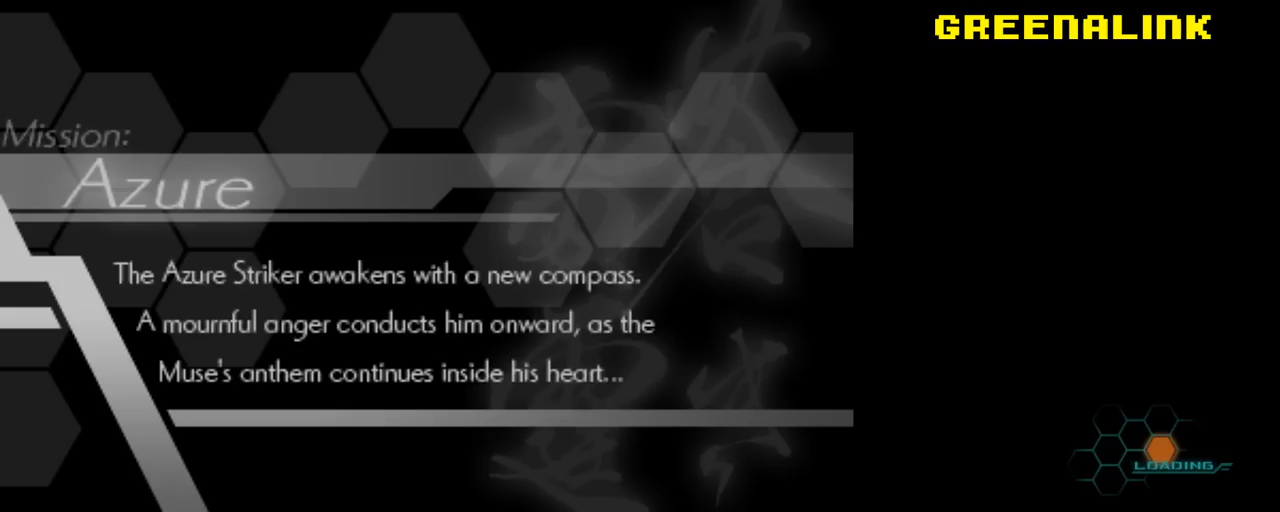 GREENALINK
Mission:
Azure
The Azure Striker awakens with a new compass.
A mournful anger conducts him onward, as the
Muse's anthem continues inside his heart...
LOADING